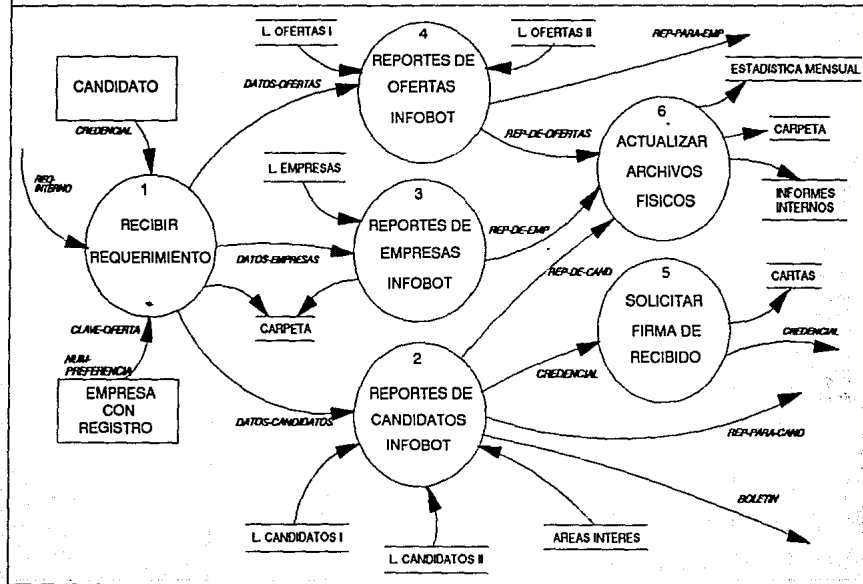 L. OFERTAS I
4
REPORTES DE
OFERTAS
INFOBOT
L. OFERTAS II
REP-PARA-EMP
ESTADISTICA MENSUAL
CANDIDATO
DATOS-OFERTAS
6
ACTUALIZAR
ARCHIVOS
FISICOS
CARPETA
CREDENCIAL
REP-DE-OFERTAS
REQ-
INTERNO
1
RECIBIR
REQUERIMIENTO
L. EMPRESAS
3
REPORTES DE
EMPRESAS
INFOBOT
INFORMES
INTERNOS
REP-DE-EMP
DATOS-EMPRESAS
REP-DE-CAND
5
SOLICITAR
FIRMA DE
RECIBIDO
CARTAS
CARPETA
CLAVE-OFERTA
CREDENCIAL
NUM-
PREFERENCIA
2
REPORTES DE
CANDIDATOS
INFOBOT
CREDENCIAL
EMPRESA
CON
REGISTRO
DATOS-CANDIDATOS
REP-PARA-CAND
BOLETIN
L. CANDIDATOS I
L. CANDIDATOS II
AREAS INTERES